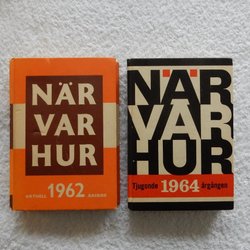 NÄR
VAR
HUR
AKTUELL 1962 ÅRSBOK
NÄR
VAR
HUR
Tjugonde 1964 årgången